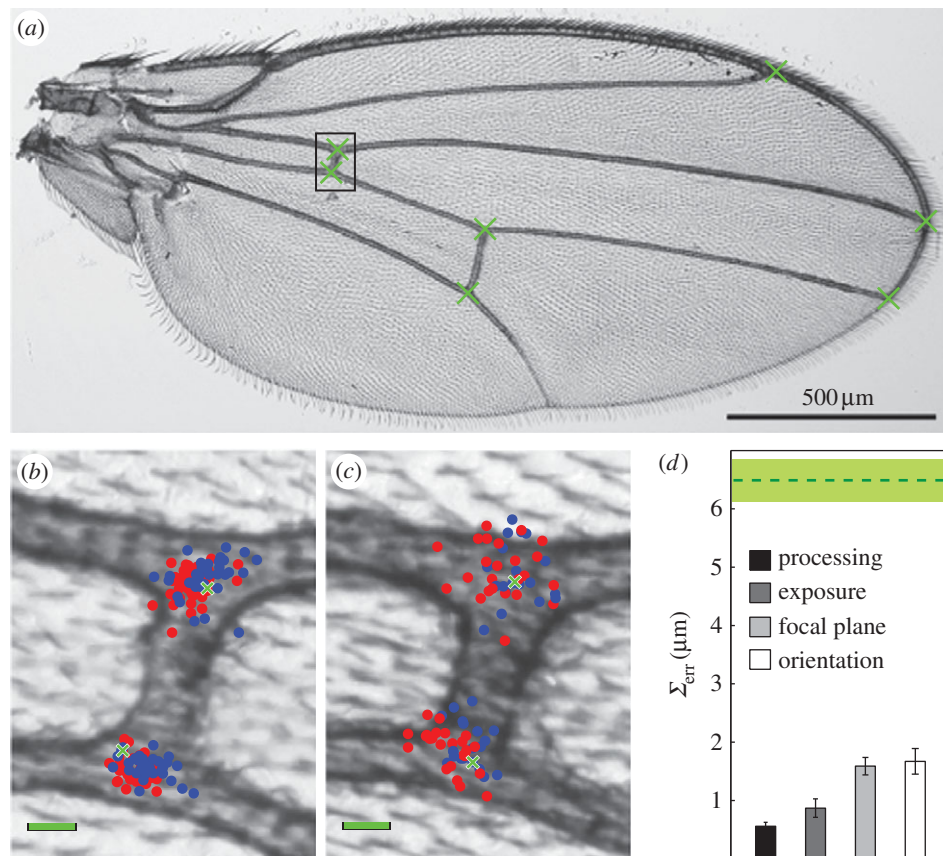 (a)
500 µm
(b)
(c)
(d)
6
5
4
3
2
1
Σerr (µm)
processing
exposure
focal plane
orientation